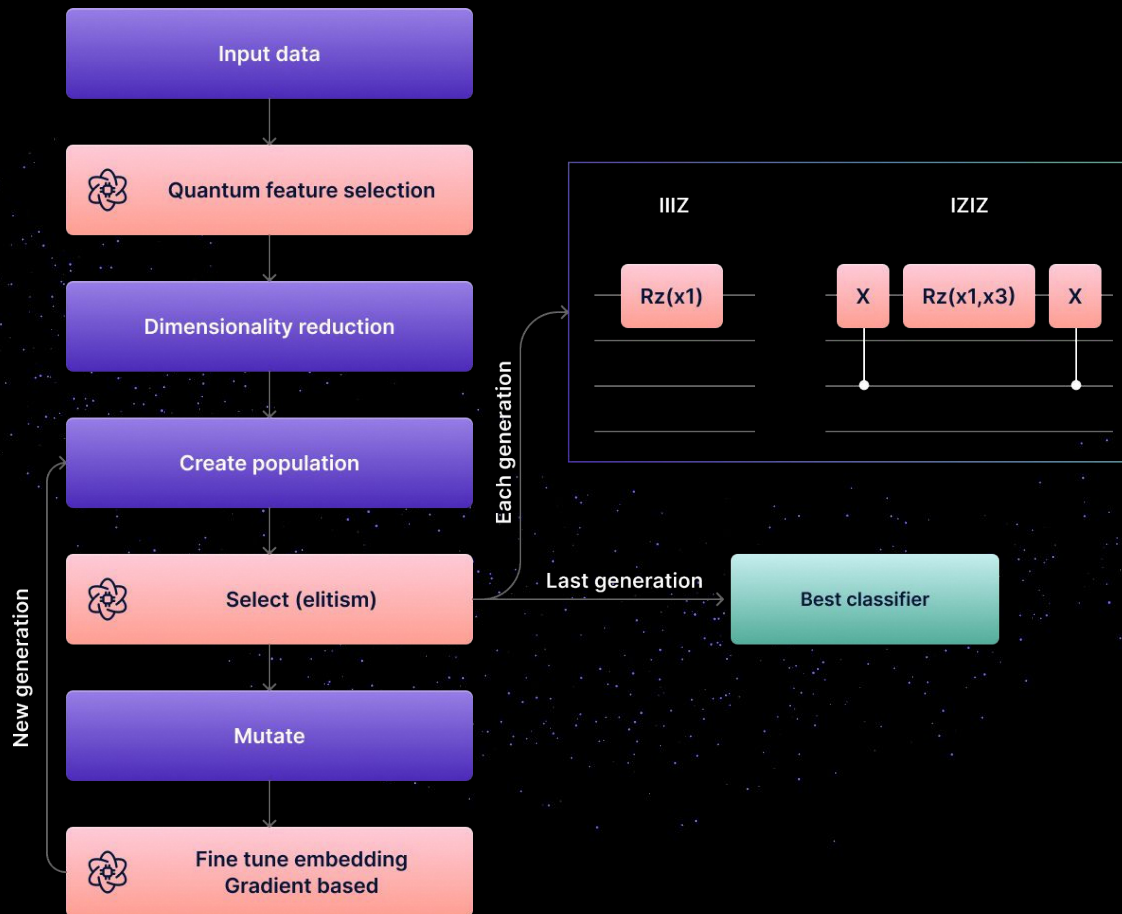 Input data
Quantum feature selection
Dimensionality reduction
Create population
Select (elitism)
Mutate
Fine tune embedding
Gradient based
New generation
Each generation
Last generation
Best classifier
IIIZ
Rz(x1)
IZIZ
X
Rz(x1,x3)
X